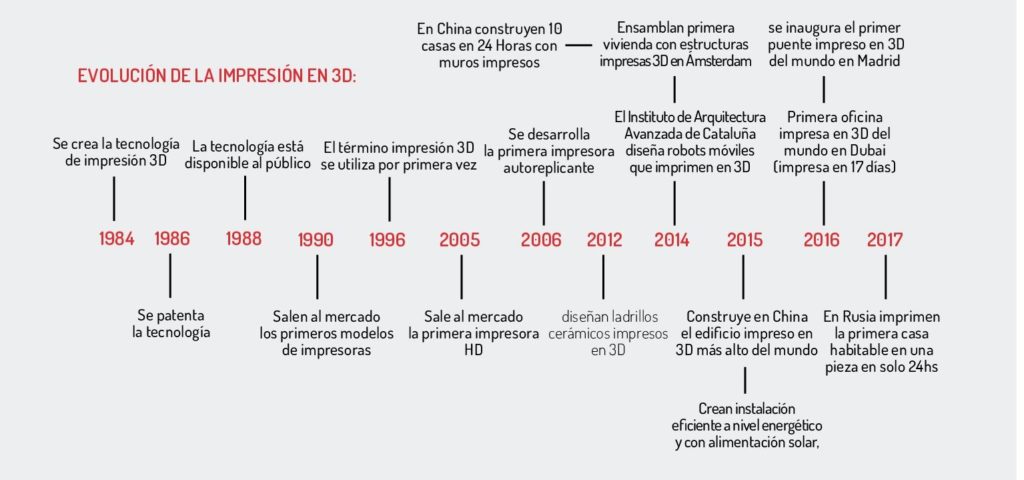 EVOLUCIÓN DE LA IMPRESIÓN EN 3D:
En China construyen 10
casas en 24 Horas con
muros impresos
Ensamblan primera
vivienda con estructuras
impresas 3D en Ámsterdam
se inaugura el primer
puente impreso en 3D
del mundo en Madrid
Se crea la tecnología
de impresión 3D
La tecnología está
disponible al público
El término impresión 3D
se utiliza por primera vez
Se desarrolla
la primera impresora
autoreplicante
El Instituto de Arquitectura
Avanzada de Cataluña
diseña robots móviles
que imprimen en 3D
Primera oficina
impresa en 3D del
mundo en Dubai
(impresa en 17 días)
1984 1986 1988 1990 1996 2005 2006 2012 2014 2015 2016 2017
Se patenta
la tecnología
Salen al mercado
los primeros modelos
de impresoras
Sale al mercado
la primera impresora
HD
diseñan ladrillos
cerámicos impresos
en 3D
Construye en China
el edificio impreso en
3D más alto del mundo
En Rusia imprimen
la primera casa
habitable en una
pieza en solo 24hs
Crean instalación
eficiente a nivel energético
y con alimentación solar,